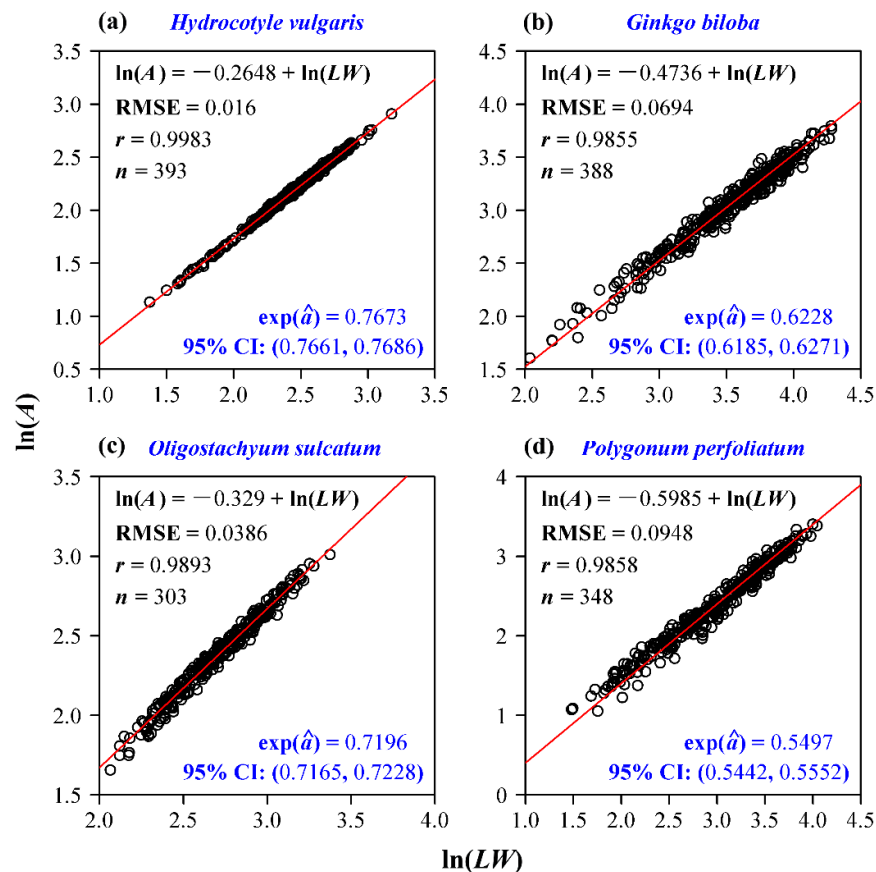 (a) Hydrocotyle vulgaris
3.5
3.0
2.5
2.0
1.5
1.0
0.5
ln(A) = −0.2648 + ln(LW)
RMSE = 0.016
r = 0.9983
n = 393
exp(â) = 0.7673
95% CI: (0.7661, 0.7686)
1.0 1.5 2.0 2.5 3.0 3.5
(b) Ginkgo biloba
4.5
4.0
3.5
3.0
2.5
2.0
1.5
ln(A) = −0.4736 + ln(LW)
RMSE = 0.0694
r = 0.9855
n = 388
exp(â) = 0.6228
95% CI: (0.6185, 0.6271)
2.0 2.5 3.0 3.5 4.0 4.5
ln(A)
(c) Oligostachyum sulcatum
3.5
3.0
2.5
2.0
1.5
ln(A) = −0.329 + ln(LW)
RMSE = 0.0386
r = 0.9893
n = 303
exp(â) = 0.7196
95% CI: (0.7165, 0.7228)
2.0 2.5 3.0 3.5 4.0
(d) Polygonum perfoliatum
4
3
2
1
0
ln(A) = −0.5985 + ln(LW)
RMSE = 0.0948
r = 0.9858
n = 348
exp(â) = 0.5497
95% CI: (0.5442, 0.5552)
1.0 1.5 2.0 2.5 3.0 3.5 4.0 4.5
ln(LW)